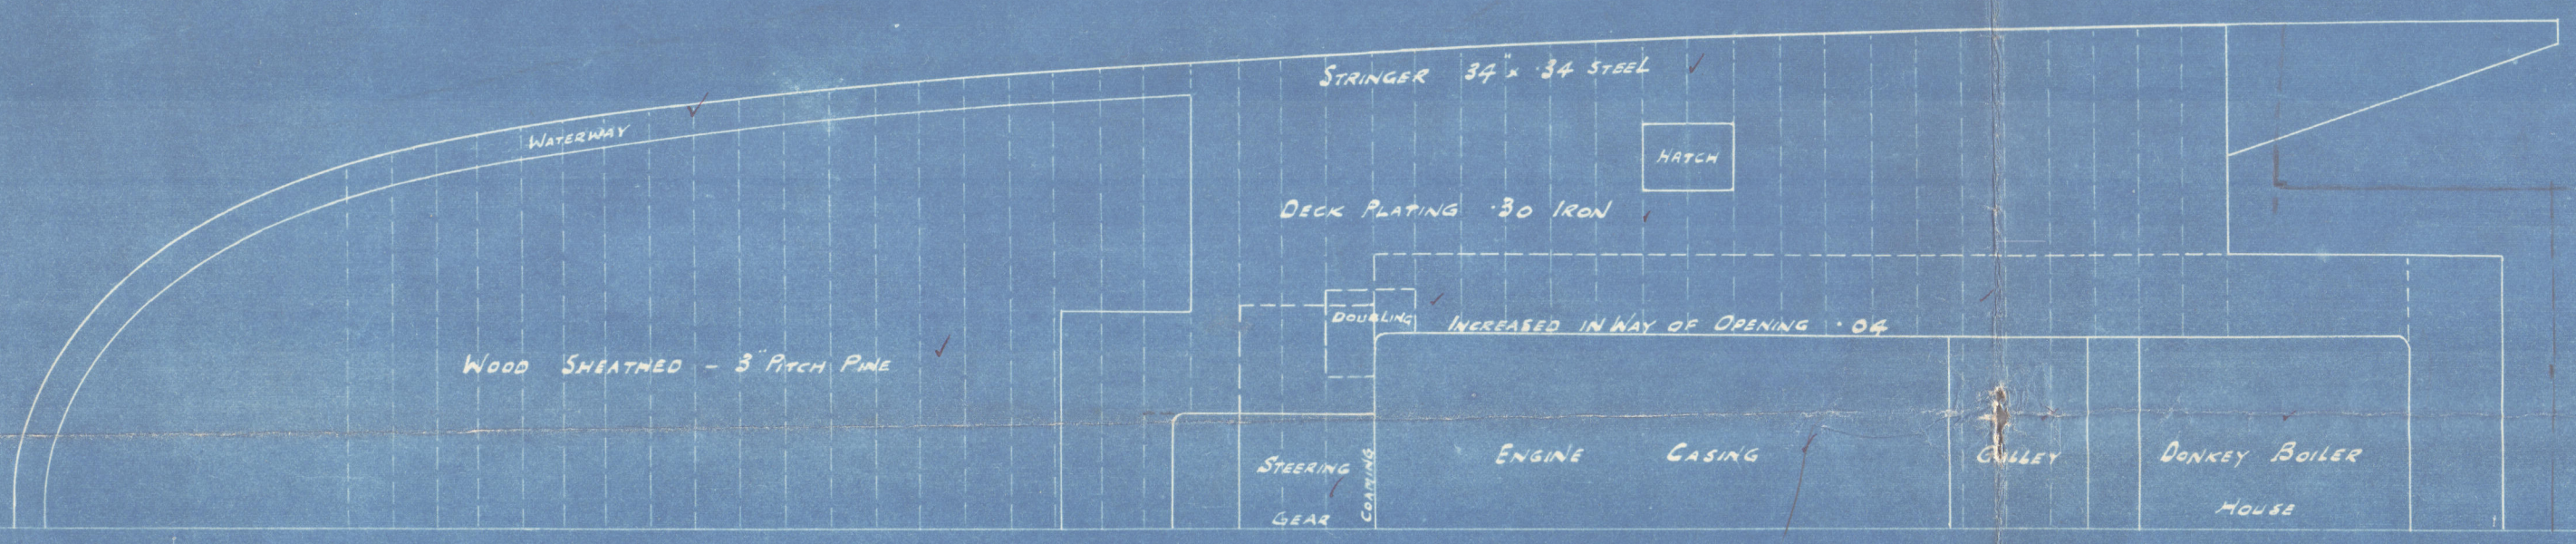 STRINGER 34" x .34 STEEL
WATERWAY
HATCH
DECK PLATING .30 IRON
DOUBLING
INCREASED IN WAY OF OPENING .04
WOOD SHEATHED - 3" PITCH PINE
STEERING
GEAR
COAMING
ENGINE CASING
GALLEY
DONKEY BOILER
HOUSE